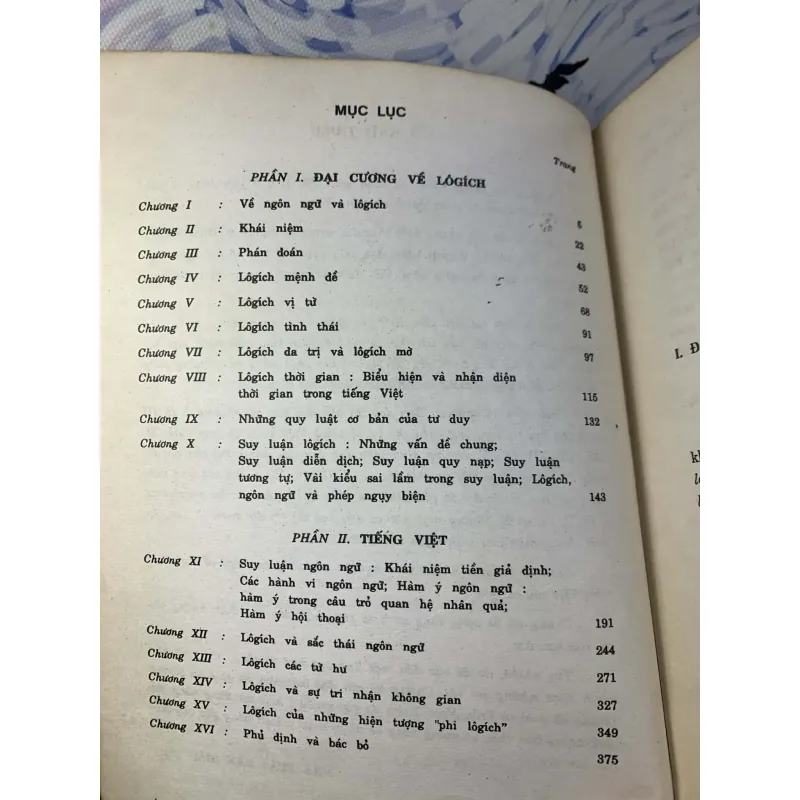 MỤC LỤC
Trang
PHẦN I. ĐẠI CƯƠNG VỀ LÔGÍCH
Chương I : Về ngôn ngữ và lôgích 6
Chương II : Khái niệm 22
Chương III : Phán đoán 43
Chương IV : Lôgích mệnh đề 52
Chương V : Lôgích vị từ 68
Chương VI : Lôgích tình thái 91
Chương VII : Lôgích đa trị và lôgích mờ 97
Chương VIII : Lôgích thời gian : Biểu hiện và nhận diện
thời gian trong tiếng Việt 115
Chương IX : Những quy luật cơ bản của tư duy 132
Chương X : Suy luận lôgích : Những vấn đề chung;
Suy luận diễn dịch; Suy luận quy nạp; Suy luận
tương tự; Vài kiểu sai lầm trong suy luận; Lôgích,
ngôn ngữ và phép ngụy biện 143
PHẦN II. TIẾNG VIỆT
Chương XI : Suy luận ngôn ngữ : Khái niệm tiền giả định;
Các hành vi ngôn ngữ; Hàm ý ngôn ngữ :
hàm ý trong câu trỏ quan hệ nhân quả;
Hàm ý hội thoại 191
Chương XII : Lôgích và sắc thái ngôn ngữ 244
Chương XIII : Lôgích các từ hư 271
Chương XIV : Lôgích và sự tri nhận không gian 327
Chương XV : Lôgích của những hiện tượng "phi lôgích" 349
Chương XVI : Phủ định và bác bỏ 375
I. Đ